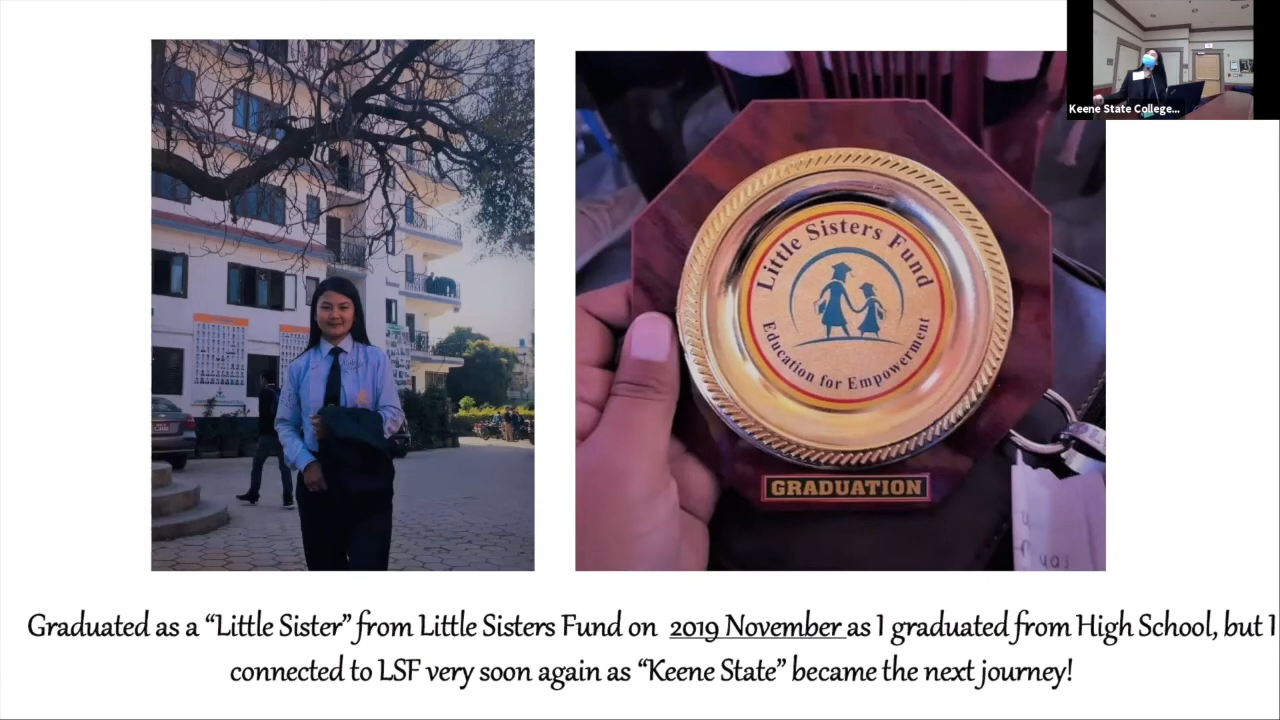 Keene State College...
Little Sisters Fund
Education for Empowerment
GRADUATION
Graduated as a “Little Sister” from Little Sisters Fund on 2019 November as I graduated from High School, but I
connected to LSF very soon again as “Keene State” became the next journey!